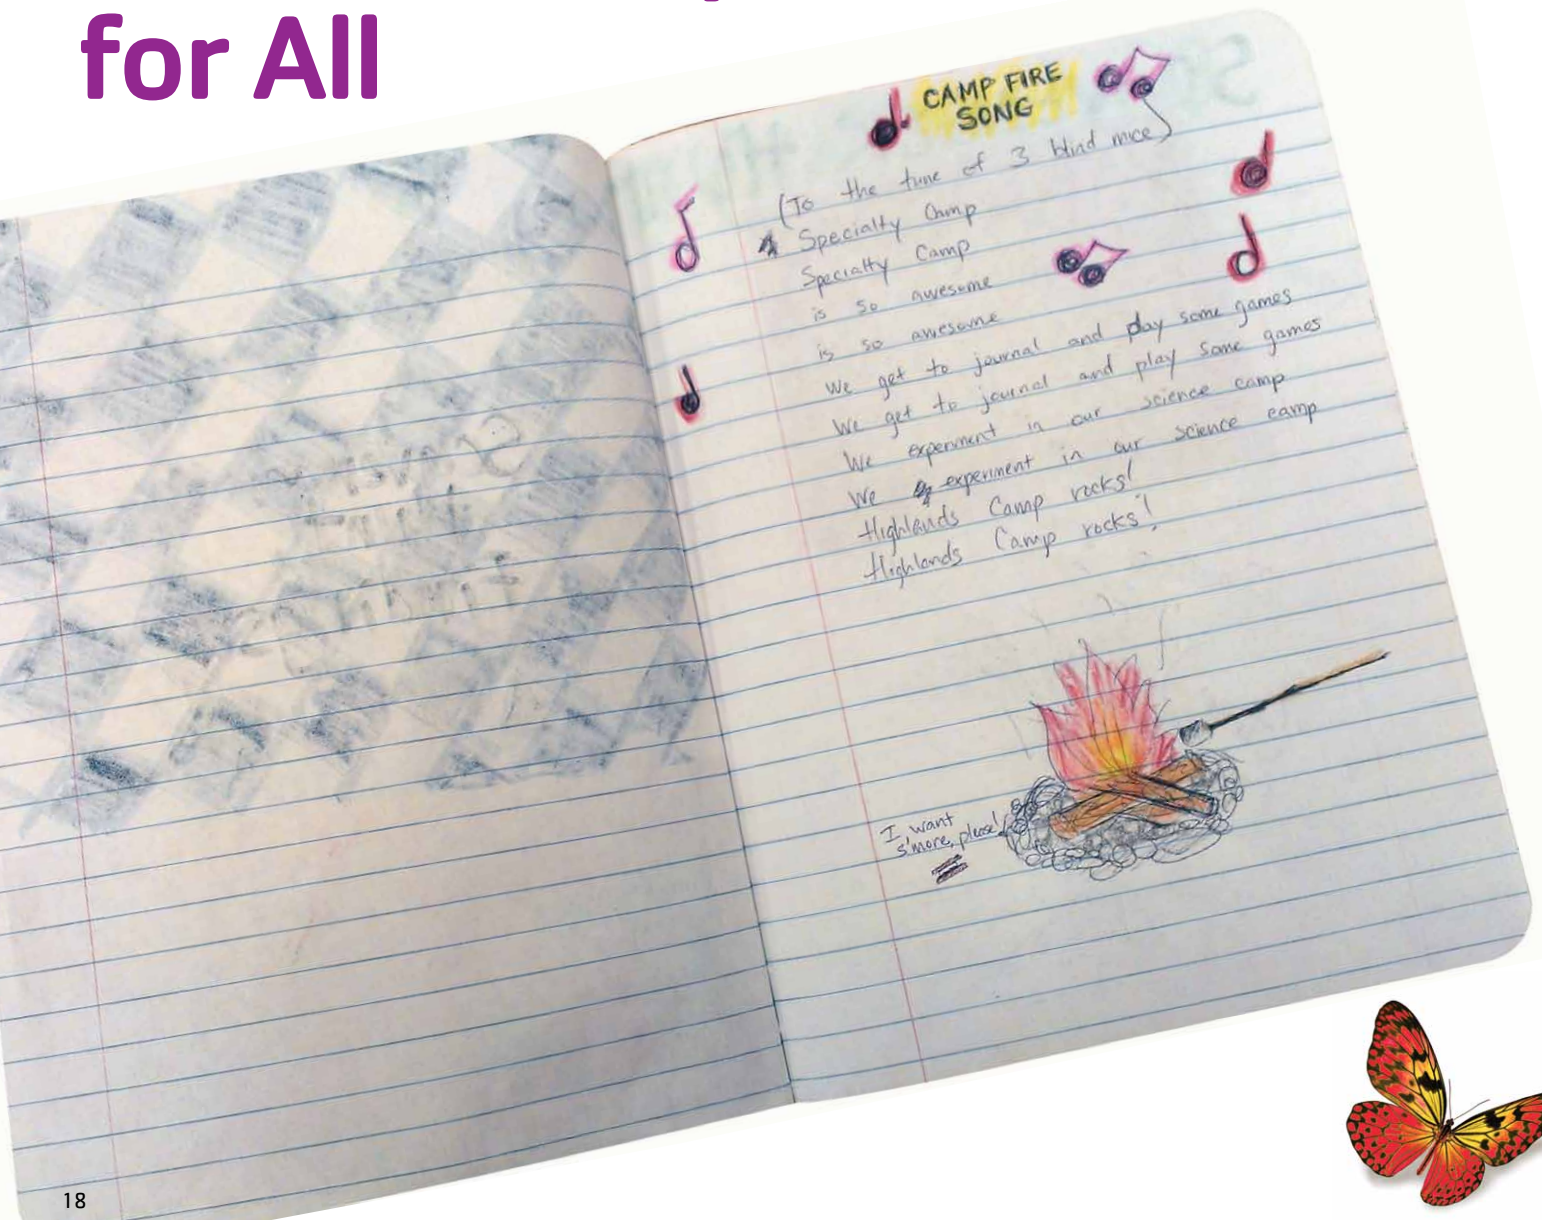 for All
CAMP FIRE
SONG
(To the tune of 3 blind mice)
Specialty Camp
Specialty Camp
is so awesome
is so awesome
We get to journal and play some games
We get to journal and play some games
We experiment in our science camp
We experiment in our science camp
Highlands Camp rocks!
Highlands Camp rocks!
I want
s'more, please!
18